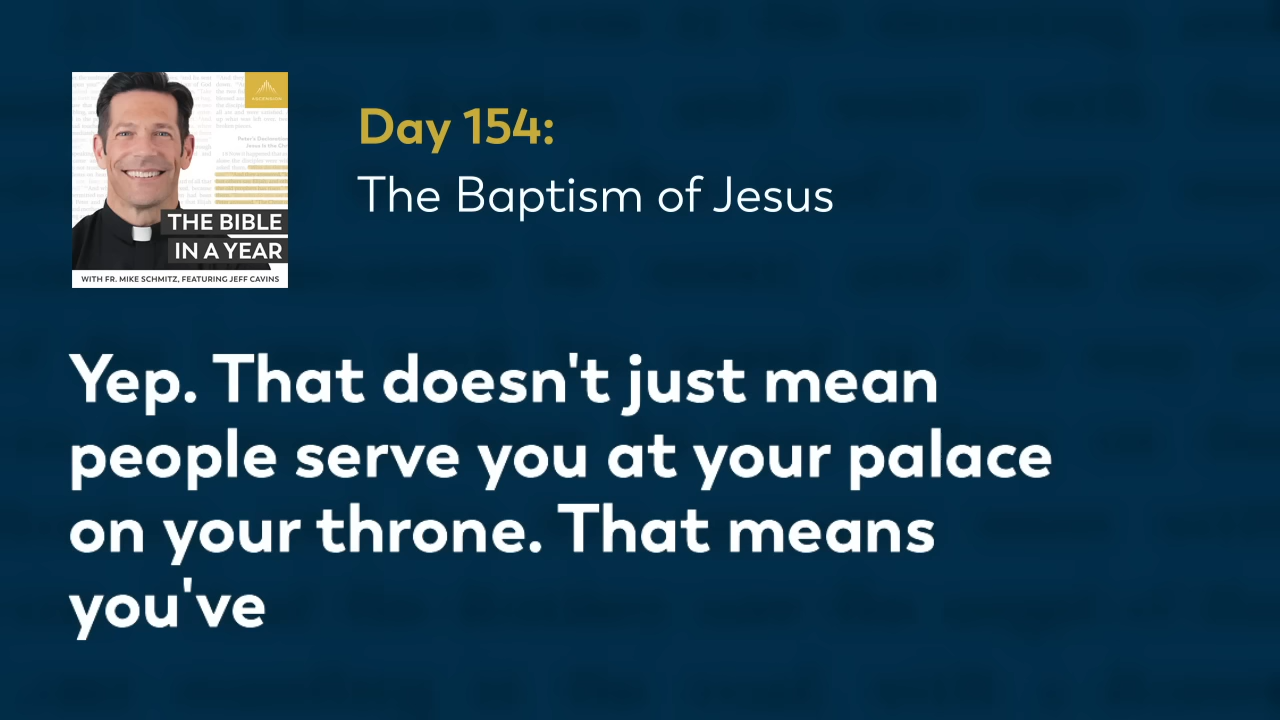 ASCENSION
THE BIBLE
IN A YEAR
WITH FR. MIKE SCHMITZ, FEATURING JEFF CAVINS
Day 154:
The Baptism of Jesus
Yep. That doesn't just mean
people serve you at your palace
on your throne. That means
you've